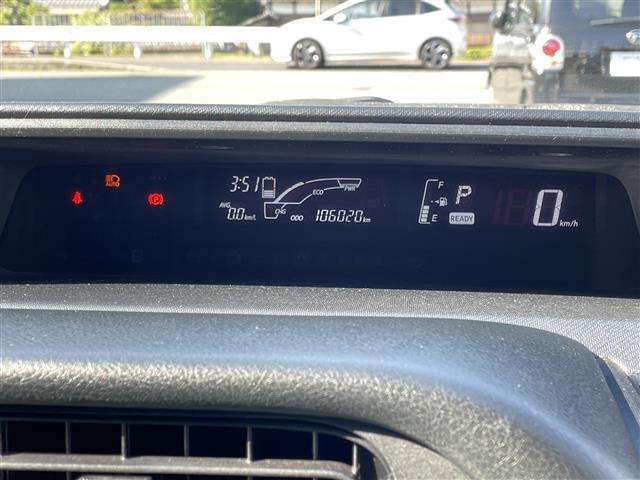 AUTO
P
3:51
ECO
PWR
AVG
0.0km/L
CHG
ODO 106020km
F
E
P
READY
0
km/h